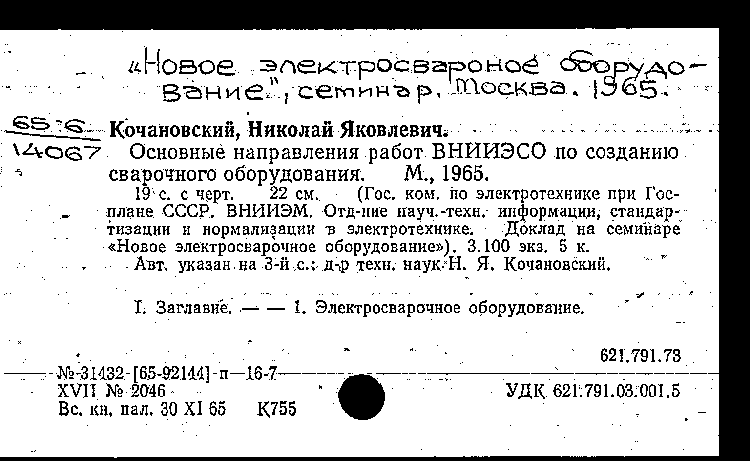 «Новое электросварочное оборудо-
вание", семинар. Москва. 1965.
65-6
14067
Кочановский, Николай Яковлевич.
Основные направления работ ВНИИЭСО по созданию
сварочного оборудования. М., 1965.
19 с. с черт. 22 см. (Гос. ком. по электротехнике при Гос-
плане СССР. ВНИИЭМ. Отд-ние науч.-техн. информации, стандар-
тизации и нормализации в электротехнике. Доклад на семинаре
«Новое электросварочное оборудование»). 3.100 экз. 5 к.
Авт. указан на 3-й с.: д-р техн. наук Н. Я. Кочановский.
I. Заглавие. — — 1. Электросварочное оборудование.
621.791.73
№ 31432 [65-92144] п 16-7
XVII № 2046
УДК 621.791.03.001.5
Вс. кн. пал. 30 XI 65 К755